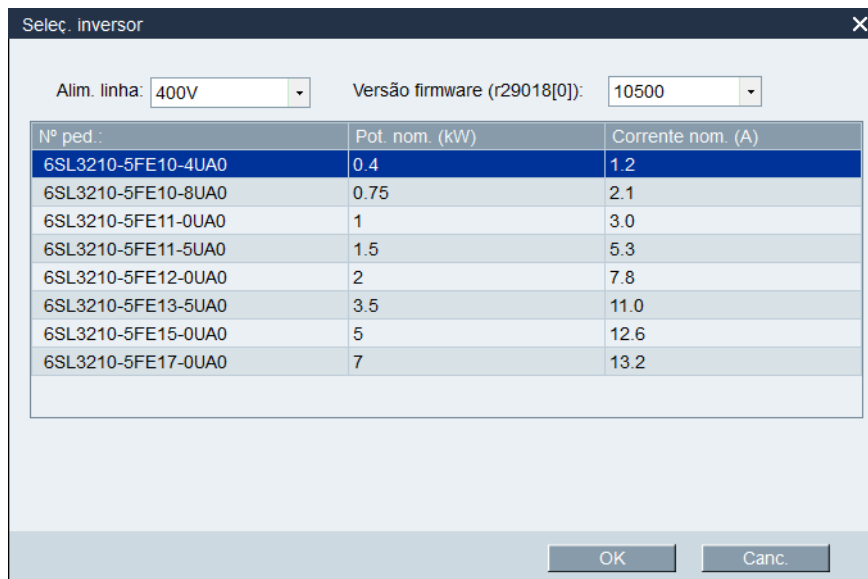 Seleç. inversor
Alim. linha: 400V Versão firmware (r29018[0]): 10500
Nº ped.: Pot. nom. (kW) Corrente nom. (A)
6SL3210-5FE10-4UA0 0.4 1.2
6SL3210-5FE10-8UA0 0.75 2.1
6SL3210-5FE11-0UA0 1 3.0
6SL3210-5FE11-5UA0 1.5 5.3
6SL3210-5FE12-0UA0 2 7.8
6SL3210-5FE13-5UA0 3.5 11.0
6SL3210-5FE15-0UA0 5 12.6
6SL3210-5FE17-0UA0 7 13.2
OK Canc.